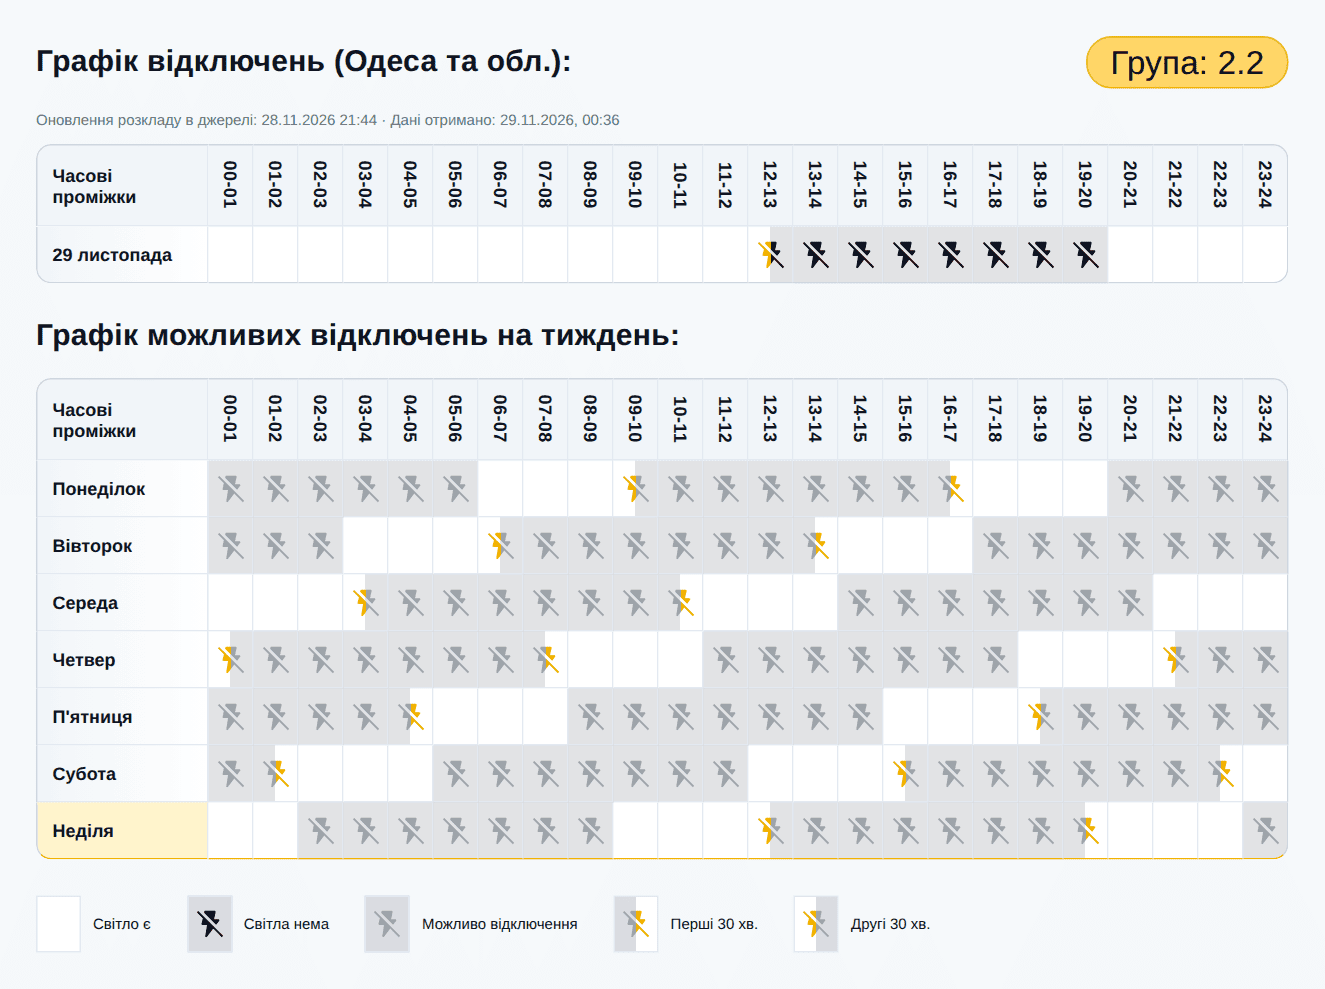 Графік відключень (Одеса та обл.):
Група: 2.2
Оновлення розкладу в джерелі: 28.11.2026 21:44 · Дані отримано: 29.11.2026, 00:36
Часові
проміжки
00-01 01-02 02-03 03-04 04-05 05-06 06-07 07-08 08-09 09-10 10-11 11-12 12-13 13-14 14-15 15-16 16-17 17-18 18-19 19-20 20-21 21-22 22-23 23-24
29 листопада
Графік можливих відключень на тиждень:
Часові
проміжки
00-01 01-02 02-03 03-04 04-05 05-06 06-07 07-08 08-09 09-10 10-11 11-12 12-13 13-14 14-15 15-16 16-17 17-18 18-19 19-20 20-21 21-22 22-23 23-24
Понеділок
Вівторок
Середа
Четвер
П'ятниця
Субота
Неділя
Світло є
Світла нема
Можливо відключення
Перші 30 хв.
Другі 30 хв.